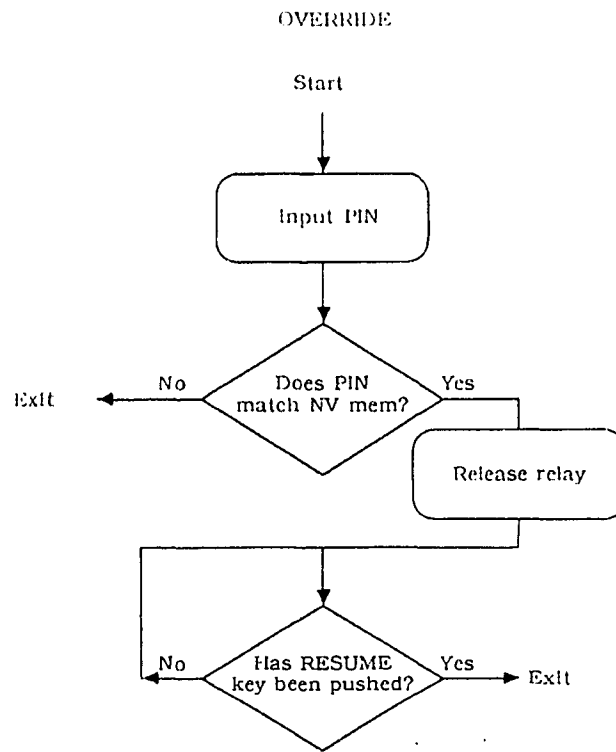 OVERRIDE
Start
Input PIN
Does PIN
match NV mem?
No
Yes
Exit
Release relay
Has RESUME
key been pushed?
No
Yes
Exit